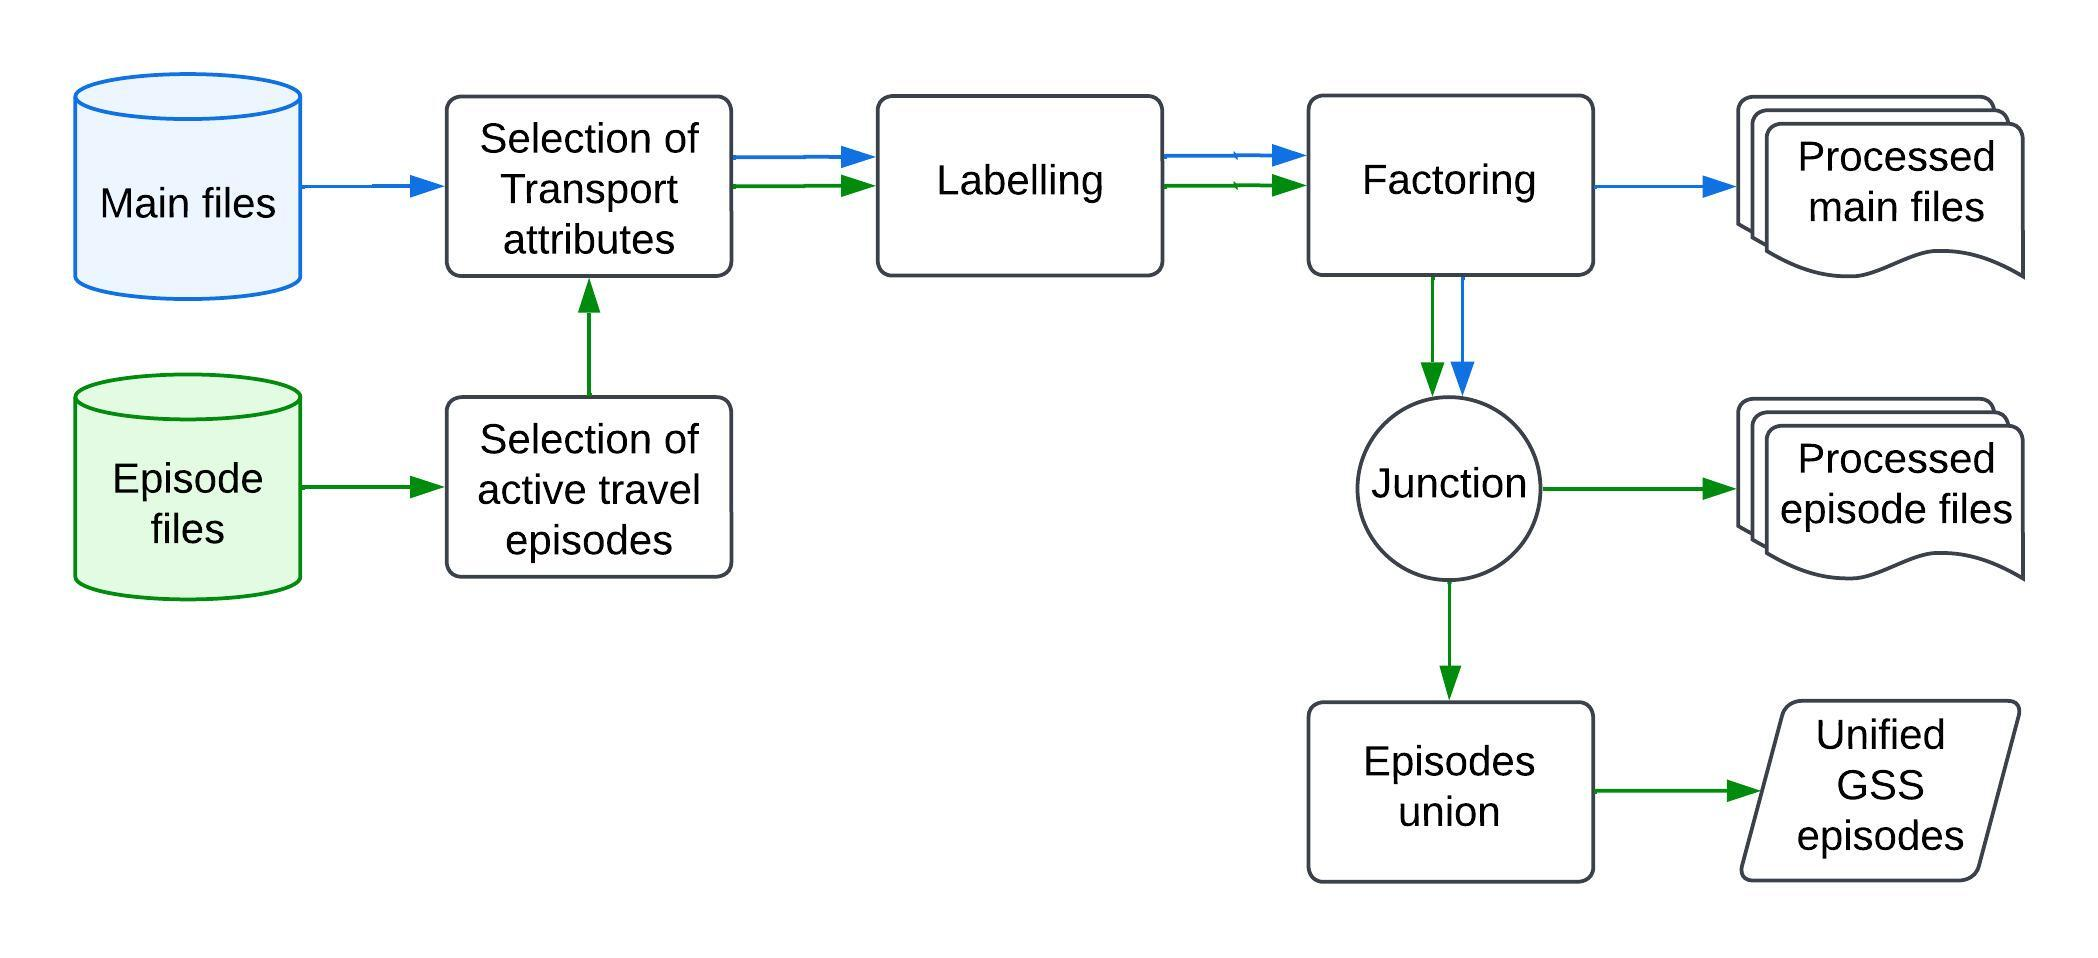 Main files
Selection of
Transport
attributes
Labelling
Factoring
Processed
main files
Episode
files
Selection of
active travel
episodes
Junction
Processed
episode files
Episodes
union
Unified
GSS
episodes